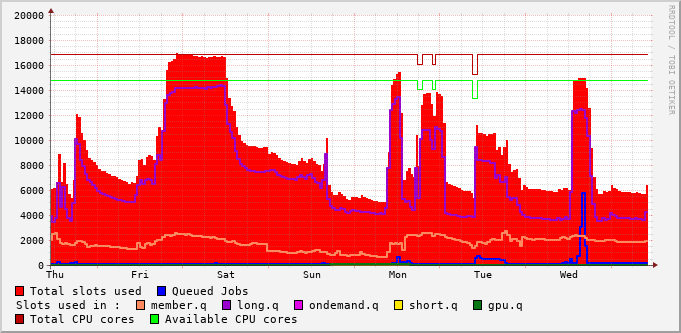 20000
18000
16000
14000
12000
10000
8000
6000
4000
2000
0
Thu Fri Sat Sun Mon Tue Wed
RRDTOOL / TOBI OETIKER
Total slots used Queued Jobs
Slots used in : member.q long.q ondemand.q short.q gpu.q
Total CPU cores Available CPU cores